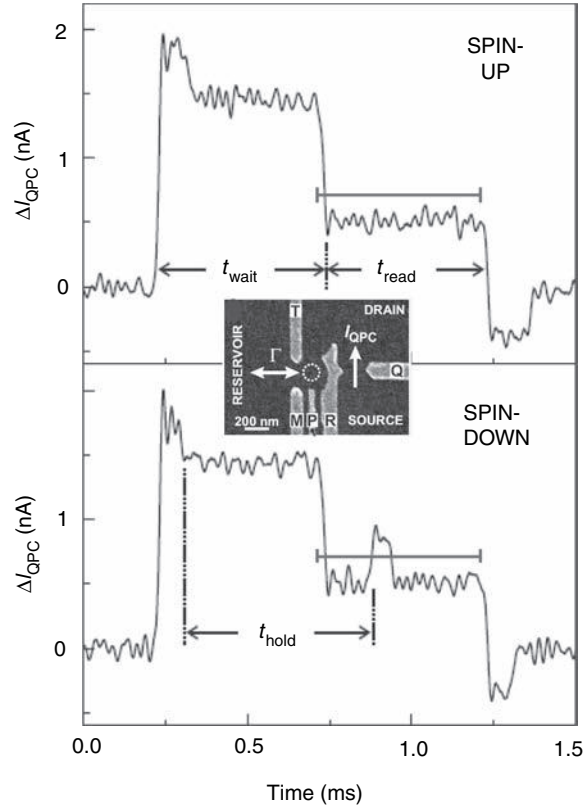 2
SPIN-
UP
ΔI_QPC (nA)
1
t_wait
t_read
0
T
DRAIN
RESERVOIR
I_QPC
Γ
Q
200 nm
M P R
SOURCE
SPIN-
DOWN
ΔI_QPC (nA)
1
t_hold
0
0.0 0.5 1.0 1.5
Time (ms)